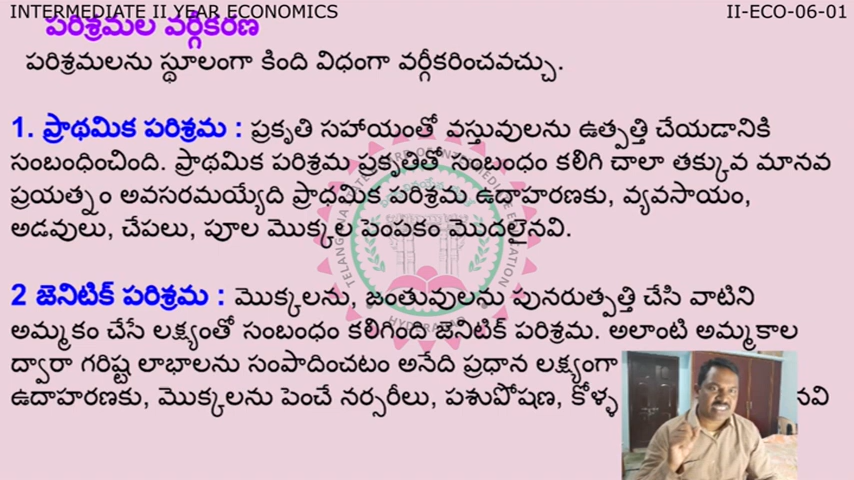 INTERMEDIATE II YEAR ECONOMICS
II-ECO-06-01
పరిశ్రమల వర్గీకరణ
పరిశ్రమలను స్థూలంగా కింది విధంగా వర్గీకరించవచ్చు.
1. ప్రాథమిక పరిశ్రమ : ప్రకృతి సహాయంతో వస్తువులను ఉత్పత్తి చేయడానికి
సంబంధించింది. ప్రాథమిక పరిశ్రమ ప్రకృతితో సంబంధం కలిగి చాలా తక్కువ మానవ
ప్రయత్నం అవసరమయ్యేది ప్రాధమిక పరిశ్రమ ఉదాహరణకు, వ్యవసాయం,
అడవులు, చేపలు, పూల మొక్కల పెంపకం మొదలైనవి.
2 జెనిటిక్ పరిశ్రమ : మొక్కలను, జంతువులను పునరుత్పత్తి చేసి వాటిని
అమ్మకం చేసే లక్ష్యంతో సంబంధం కలిగింది జెనిటిక్ పరిశ్రమ. అలాంటి అమ్మకాల
ద్వారా గరిష్ట లాభాలను సంపాదించటం అనేది ప్రధాన లక్ష్యంగా
ఉదాహరణకు, మొక్కలను పెంచే నర్సరీలు, పశుపోషణ, కోళ్ళ నవి
HYDERABAD